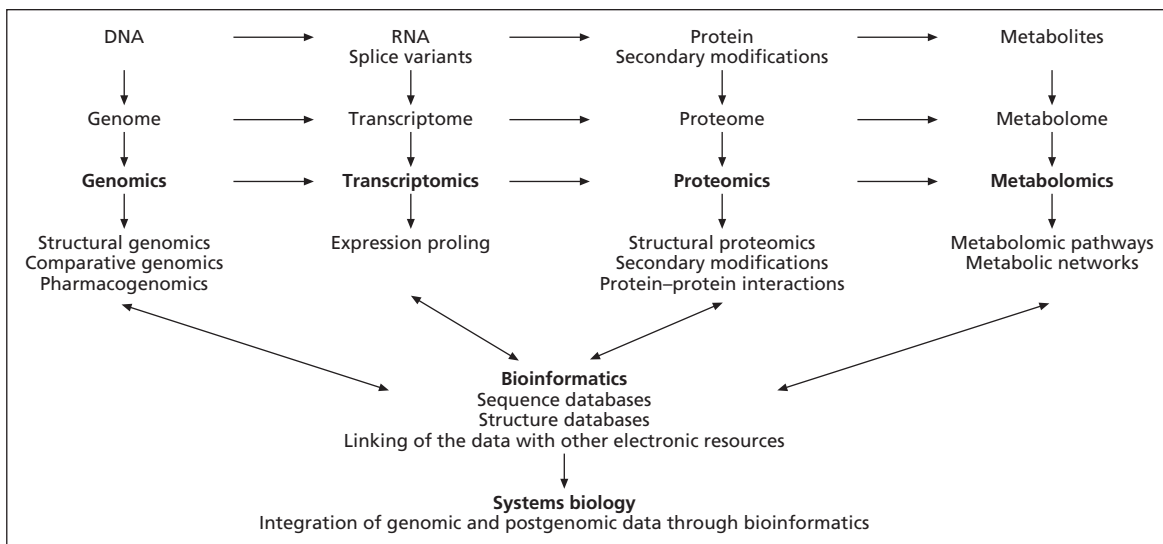 DNA RNA Protein Metabolites
Splice variants Secondary modifications
Genome Transcriptome Proteome Metabolome
Genomics Transcriptomics Proteomics Metabolomics
Structural genomics Expression proling Structural proteomics Metabolomic pathways
Comparative genomics Secondary modifications Metabolic networks
Pharmacogenomics Protein–protein interactions
Bioinformatics
Sequence databases
Structure databases
Linking of the data with other electronic resources
Systems biology
Integration of genomic and postgenomic data through bioinformatics